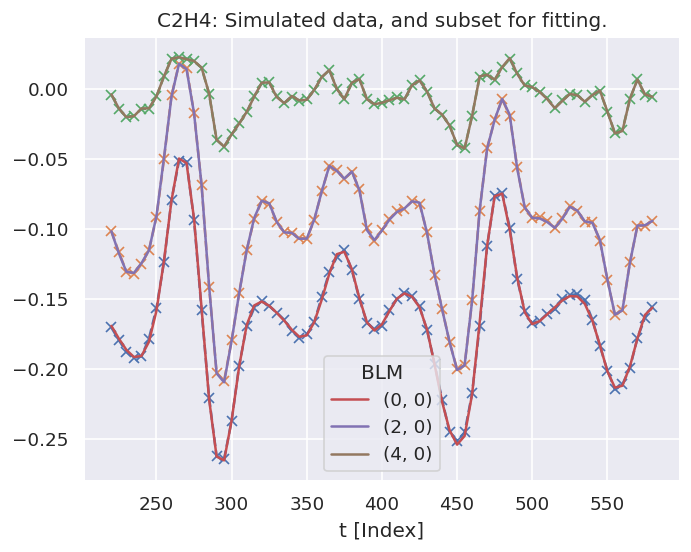 C2H4: Simulated data, and subset for fitting.
0.00
−0.05
−0.10
−0.15
−0.20
−0.25
BLM
(0, 0)
(2, 0)
(4, 0)
250 300 350 400 450 500 550
t [Index]